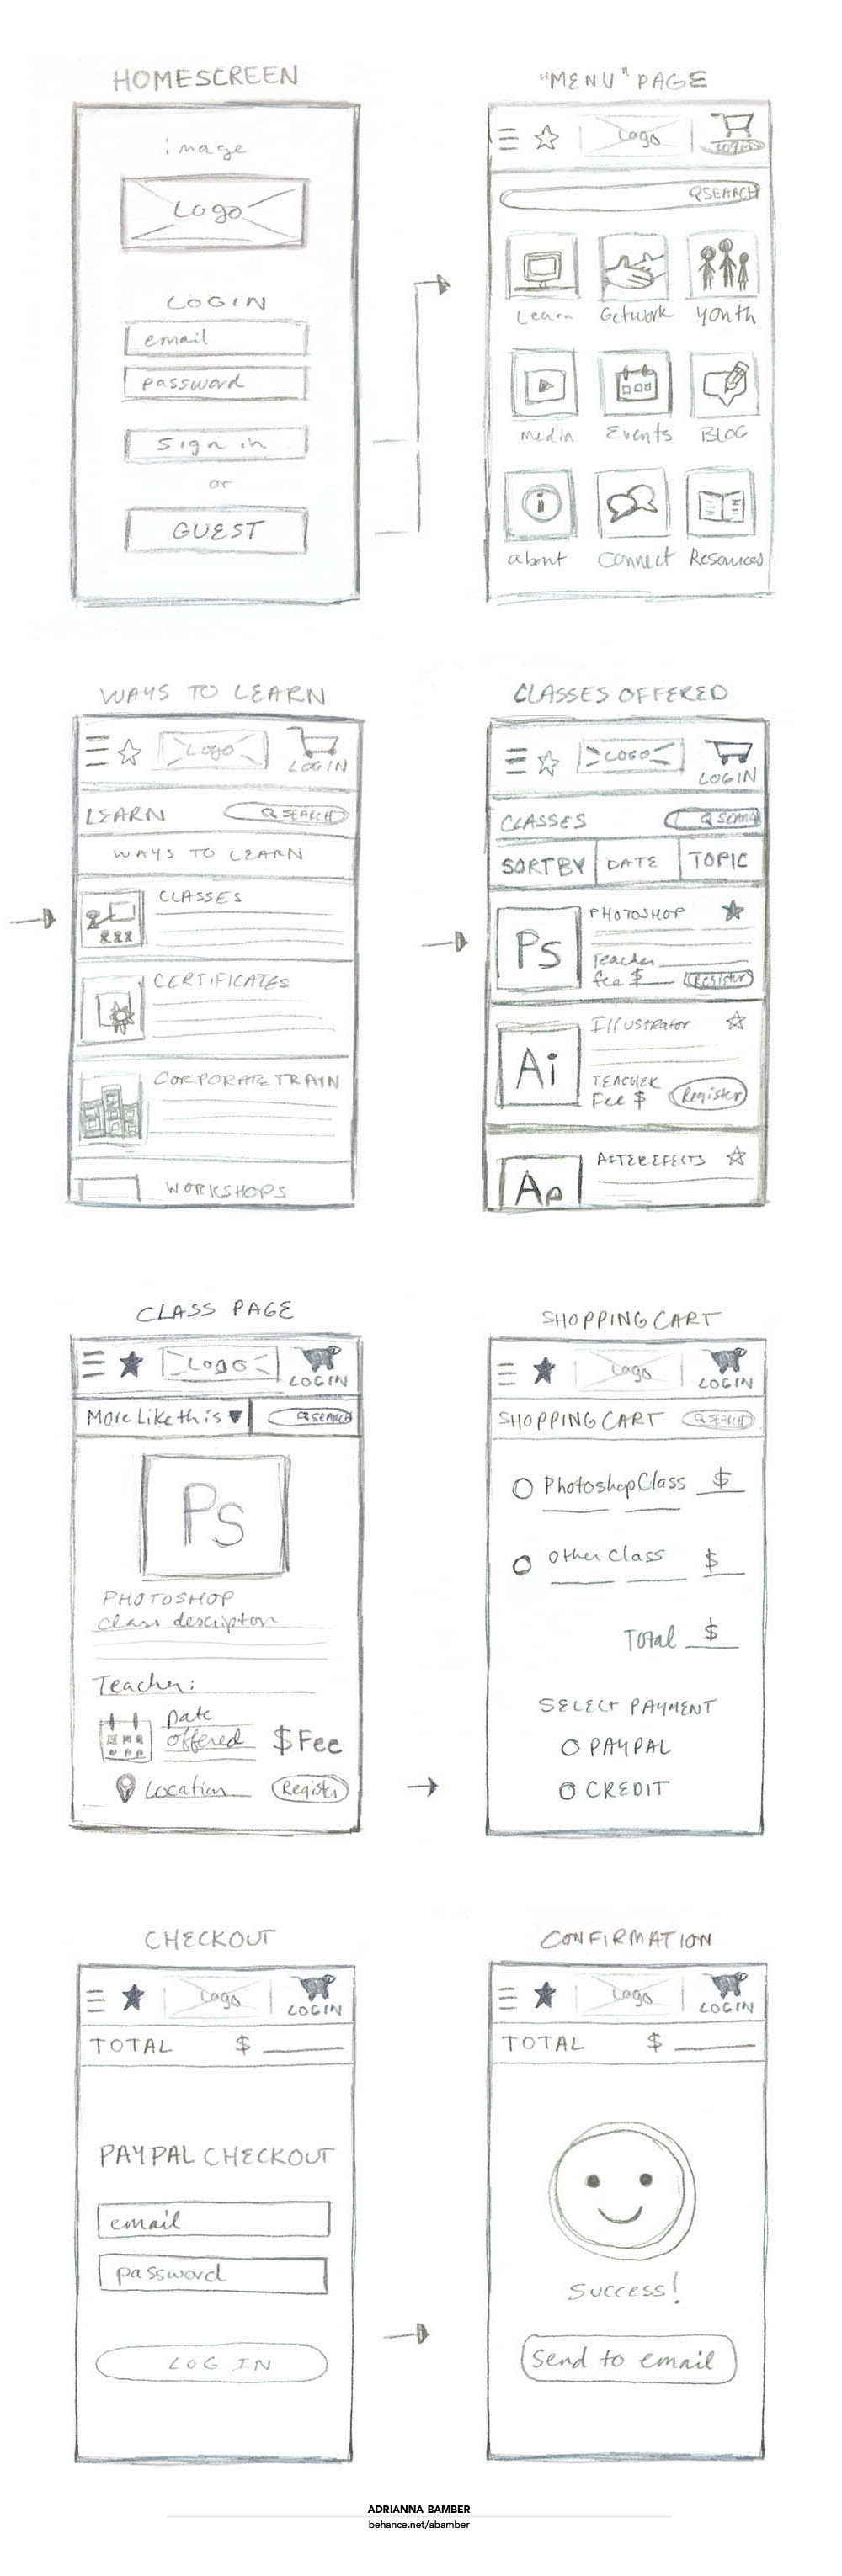 HOMESCREEN
image
Logo
LOGIN
email
password
Sign in
or
GUEST
"MENU" PAGE
Logo
LOGIN
SEARCH
Learn
Getwork
Youth
Media
Events
BLOG
about
Connect
Resources
WAYS TO LEARN
Logo
LOGIN
LEARN
SEARCH
WAYS TO LEARN
CLASSES
CERTIFICATES
CORPORATE TRAIN
WORKSHOPS
CLASSES OFFERED
LOGO
LOGIN
CLASSES
SEARCH
SORT BY
DATE
TOPIC
Ps
PHOTOSHOP
Teacher
fee $
Register
Ai
Illustrator
TEACHER
Fee $
Register
AFTEREFECTS
CLASS PAGE
LOGO
LOGIN
More Like this
SEARCH
Ps
PHOTOSHOP
class descripton
Teacher:
Date
offered
$ Fee
Location
Register
SHOPPING CART
Logo
LOGIN
SHOPPING CART
SEARCH
Photoshop Class $
Other Class $
Total $
SELECT PAYMENT
PAYPAL
CREDIT
CHECKOUT
Logo
LOGIN
TOTAL $
PAYPAL CHECKOUT
email
password
LOG IN
CONFIRMATION
Logo
LOGIN
TOTAL $
Success!
Send to email
ADRIANNA BAMBER
behance.net/abamber